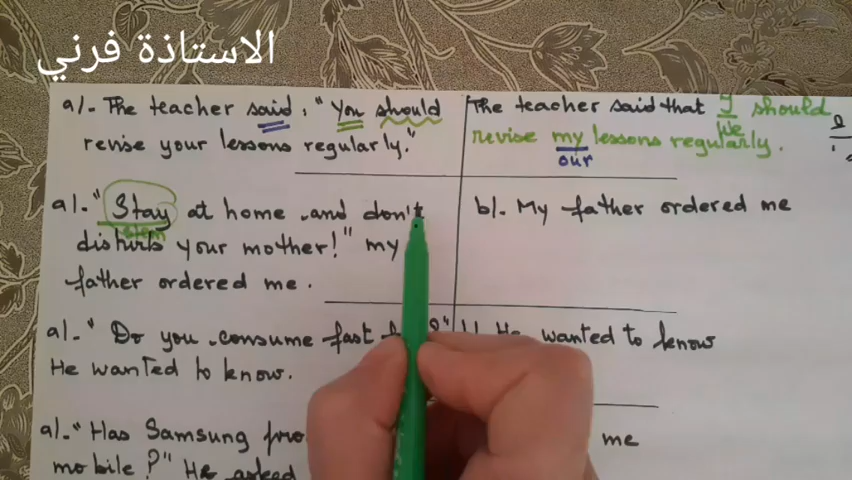 الاستاذة فرني
a/- The teacher said : "You should
revise your lessons regularly."
The teacher said that I should
we
revise my lessons regularly.
our
a/- "Stay at home and don't
stem
disturb your mother!" my
father ordered me.
b/- My father ordered me
a/- "Do you consume fast
He wanted to know.
He wanted to know
a/- "Has Samsung
mobile?" He asked
me